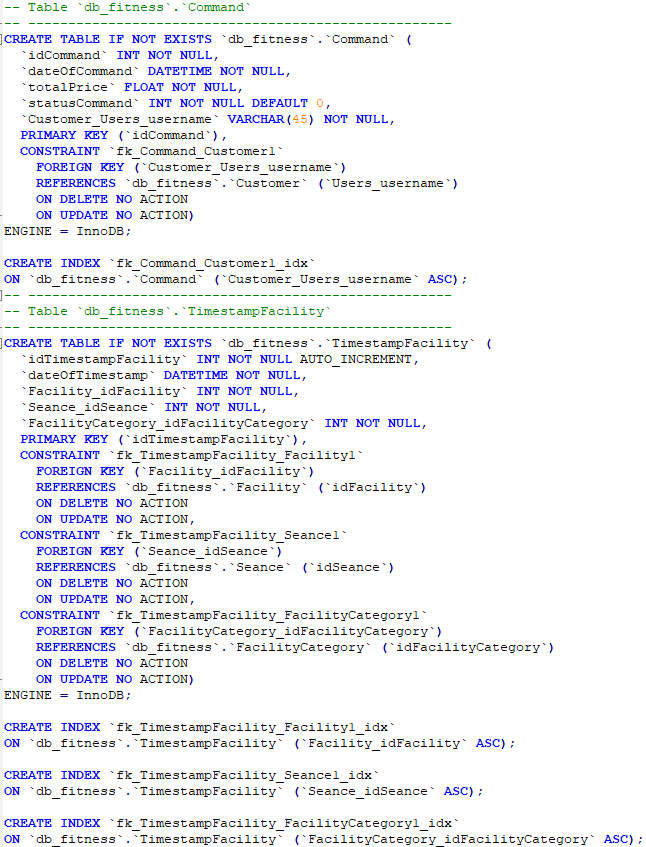 -- Table `db_fitness`.`Command`
-- -----------------------------------------------------
CREATE TABLE IF NOT EXISTS `db_fitness`.`Command` (
  `idCommand` INT NOT NULL,
  `dateOfCommand` DATETIME NOT NULL,
  `totalPrice` FLOAT NOT NULL,
  `statusCommand` INT NOT NULL DEFAULT 0,
  `Customer_Users_username` VARCHAR(45) NOT NULL,
  PRIMARY KEY (`idCommand`),
  CONSTRAINT `fk_Command_Customer1`
    FOREIGN KEY (`Customer_Users_username`)
    REFERENCES `db_fitness`.`Customer` (`Users_username`)
    ON DELETE NO ACTION
    ON UPDATE NO ACTION)
ENGINE = InnoDB;

CREATE INDEX `fk_Command_Customer1_idx`
ON `db_fitness`.`Command` (`Customer_Users_username` ASC);
-- -----------------------------------------------------
-- Table `db_fitness`.`TimestampFacility`
-- -----------------------------------------------------
CREATE TABLE IF NOT EXISTS `db_fitness`.`TimestampFacility` (
  `idTimestampFacility` INT NOT NULL AUTO_INCREMENT,
  `dateOfTimestamp` DATETIME NOT NULL,
  `Facility_idFacility` INT NOT NULL,
  `Seance_idSeance` INT NOT NULL,
  `FacilityCategory_idFacilityCategory` INT NOT NULL,
  PRIMARY KEY (`idTimestampFacility`),
  CONSTRAINT `fk_TimestampFacility_Facility1`
    FOREIGN KEY (`Facility_idFacility`)
    REFERENCES `db_fitness`.`Facility` (`idFacility`)
    ON DELETE NO ACTION
    ON UPDATE NO ACTION,
  CONSTRAINT `fk_TimestampFacility_Seance1`
    FOREIGN KEY (`Seance_idSeance`)
    REFERENCES `db_fitness`.`Seance` (`idSeance`)
    ON DELETE NO ACTION
    ON UPDATE NO ACTION,
  CONSTRAINT `fk_TimestampFacility_FacilityCategory1`
    FOREIGN KEY (`FacilityCategory_idFacilityCategory`)
    REFERENCES `db_fitness`.`FacilityCategory` (`idFacilityCategory`)
    ON DELETE NO ACTION
    ON UPDATE NO ACTION)
ENGINE = InnoDB;

CREATE INDEX `fk_TimestampFacility_Facility1_idx`
ON `db_fitness`.`TimestampFacility` (`Facility_idFacility` ASC);

CREATE INDEX `fk_TimestampFacility_Seance1_idx`
ON `db_fitness`.`TimestampFacility` (`Seance_idSeance` ASC);

CREATE INDEX `fk_TimestampFacility_FacilityCategory1_idx`
ON `db_fitness`.`TimestampFacility` (`FacilityCategory_idFacilityCategory` ASC);